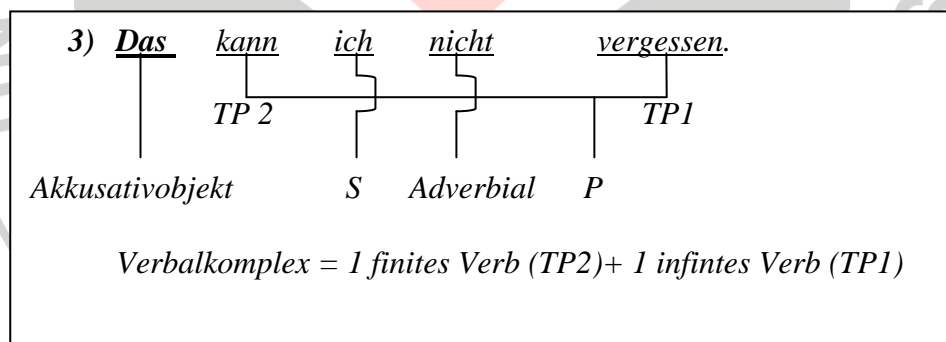 3) Das kann ich nicht vergessen.
TP 2 TP1
Akkusativobjekt S Adverbial P
Verbalkomplex = 1 finites Verb (TP2)+ 1 infintes Verb (TP1)